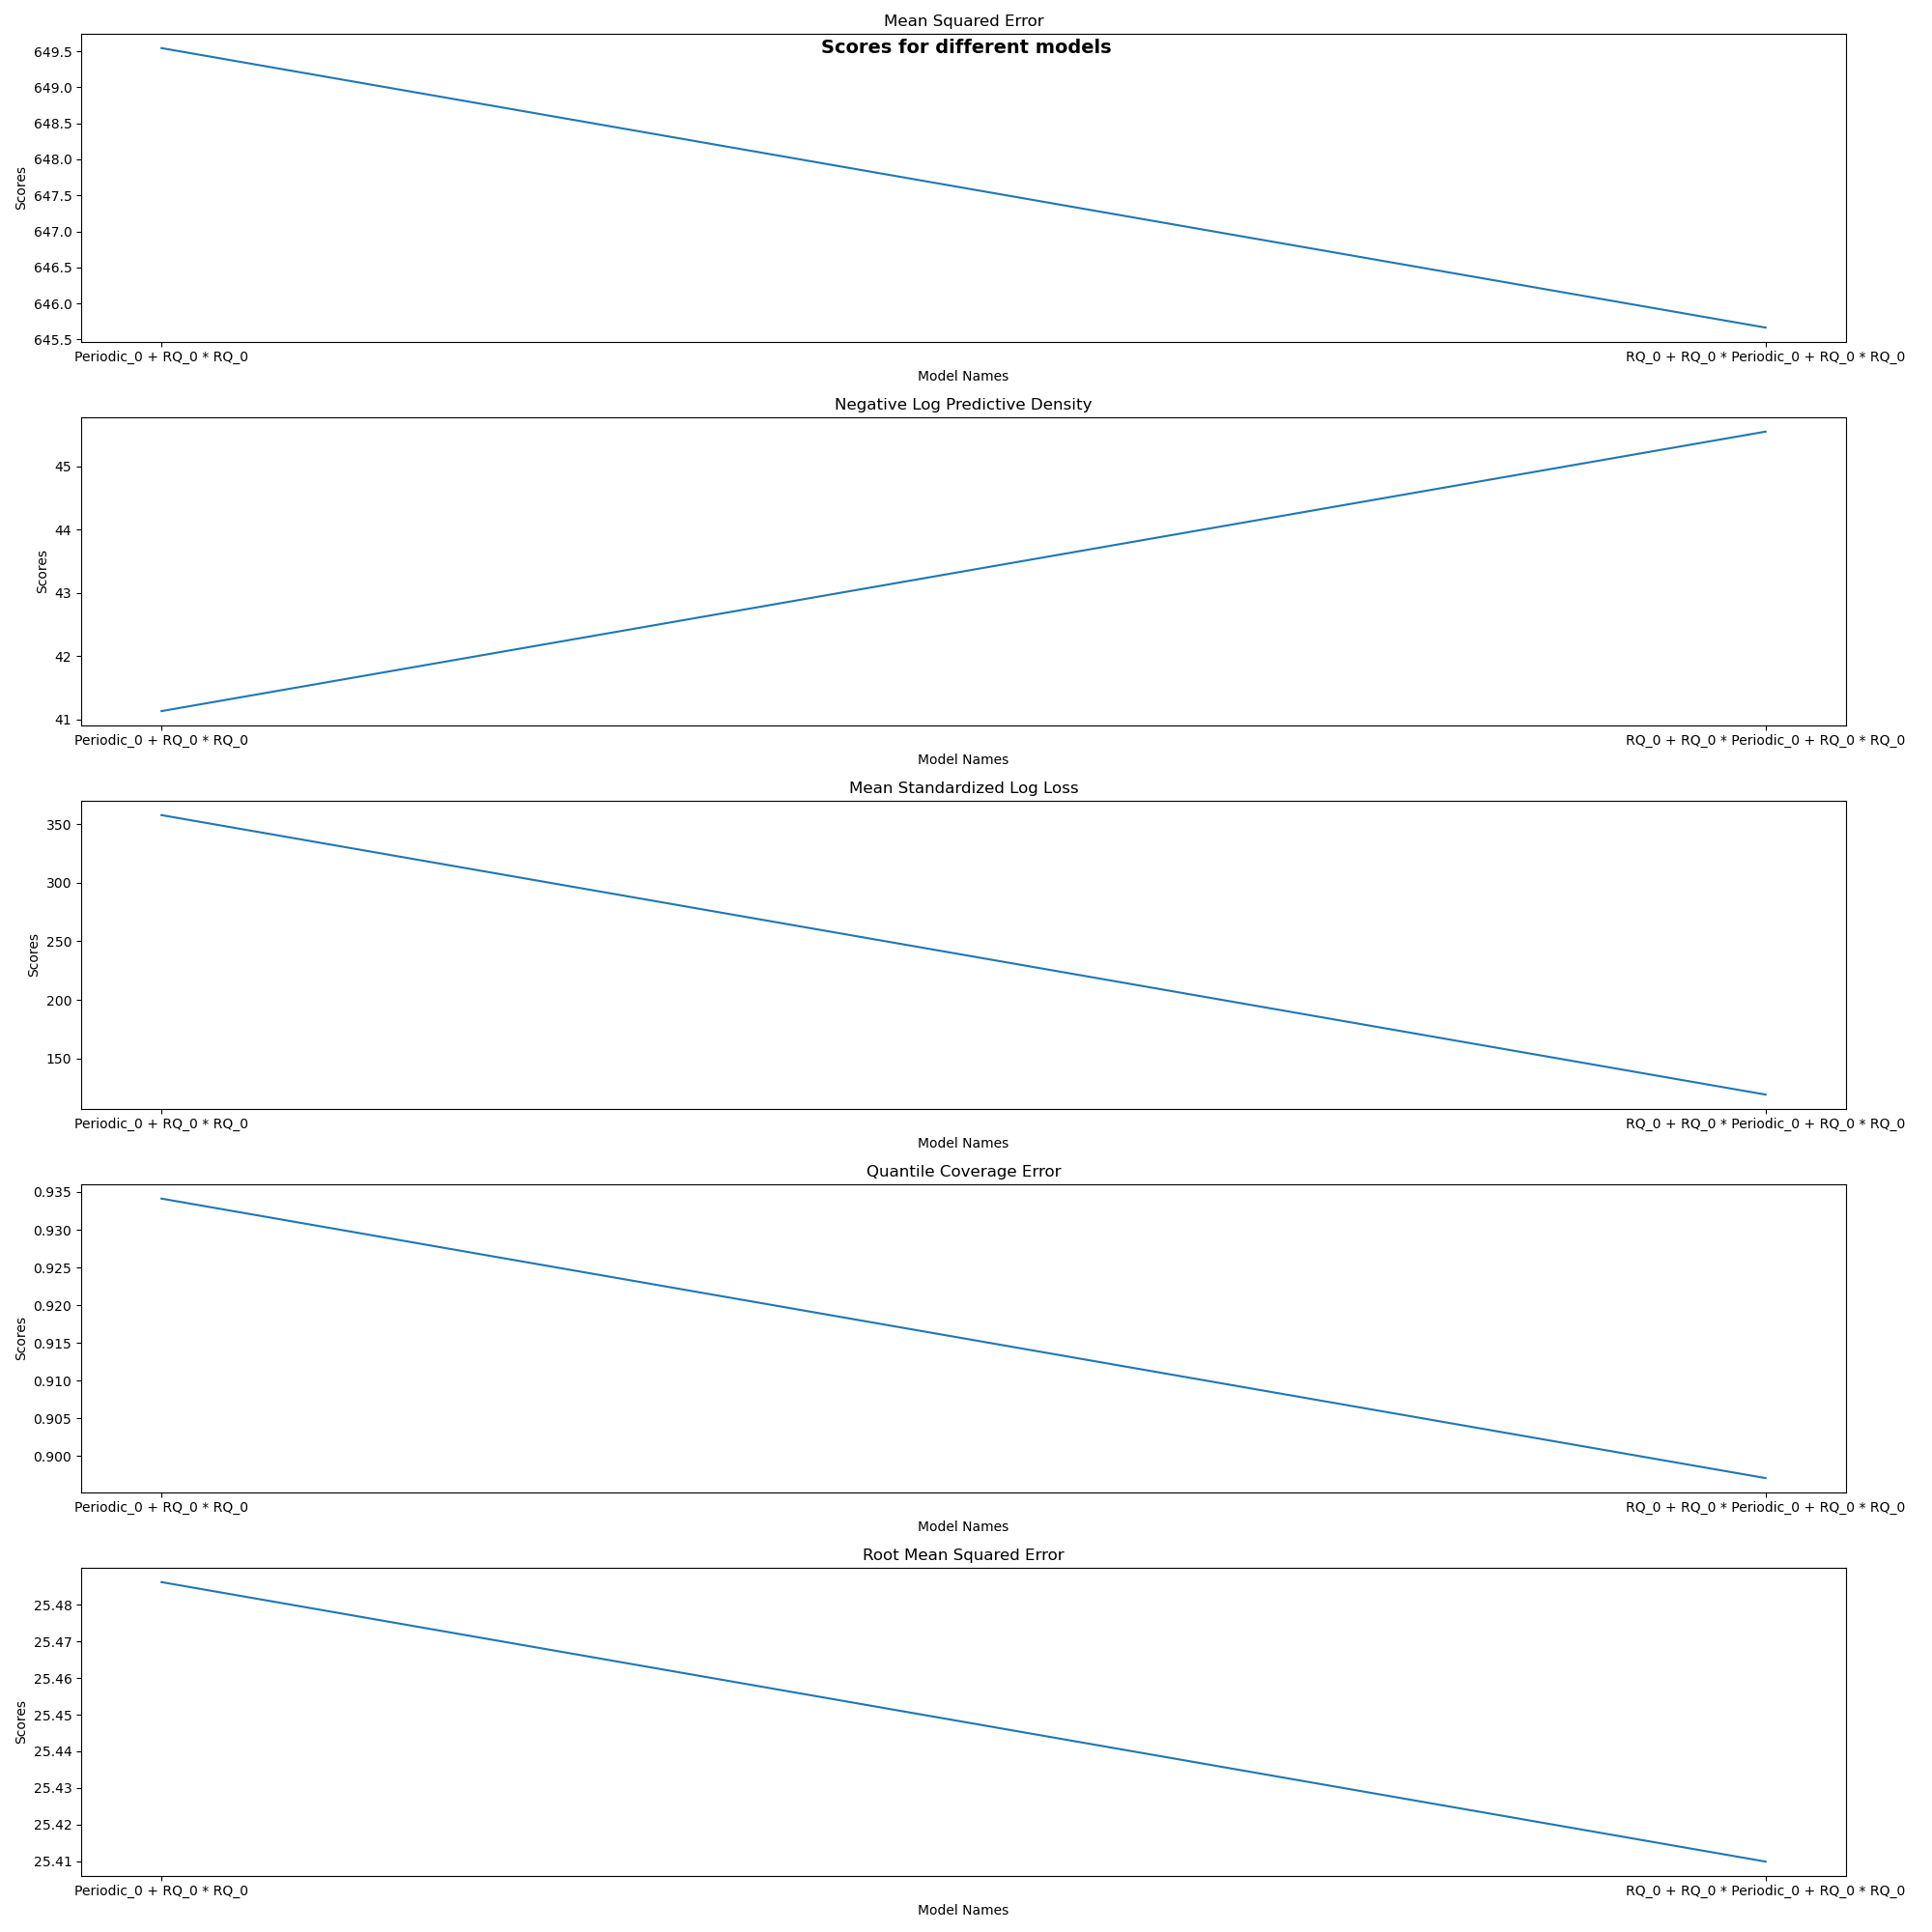 Mean Squared Error
Scores for different models
649.5
649.0
648.5
648.0
647.5
647.0
646.5
646.0
645.5
Scores
Periodic_0 + RQ_0 * RQ_0
RQ_0 + RQ_0 * Periodic_0 + RQ_0 * RQ_0
Model Names
Negative Log Predictive Density
45
44
43
42
41
Scores
Periodic_0 + RQ_0 * RQ_0
RQ_0 + RQ_0 * Periodic_0 + RQ_0 * RQ_0
Model Names
Mean Standardized Log Loss
350
300
250
200
150
Scores
Periodic_0 + RQ_0 * RQ_0
RQ_0 + RQ_0 * Periodic_0 + RQ_0 * RQ_0
Model Names
Quantile Coverage Error
0.935
0.930
0.925
0.920
0.915
0.910
0.905
0.900
Scores
Periodic_0 + RQ_0 * RQ_0
RQ_0 + RQ_0 * Periodic_0 + RQ_0 * RQ_0
Model Names
Root Mean Squared Error
25.48
25.47
25.46
25.45
25.44
25.43
25.42
25.41
Scores
Periodic_0 + RQ_0 * RQ_0
RQ_0 + RQ_0 * Periodic_0 + RQ_0 * RQ_0
Model Names